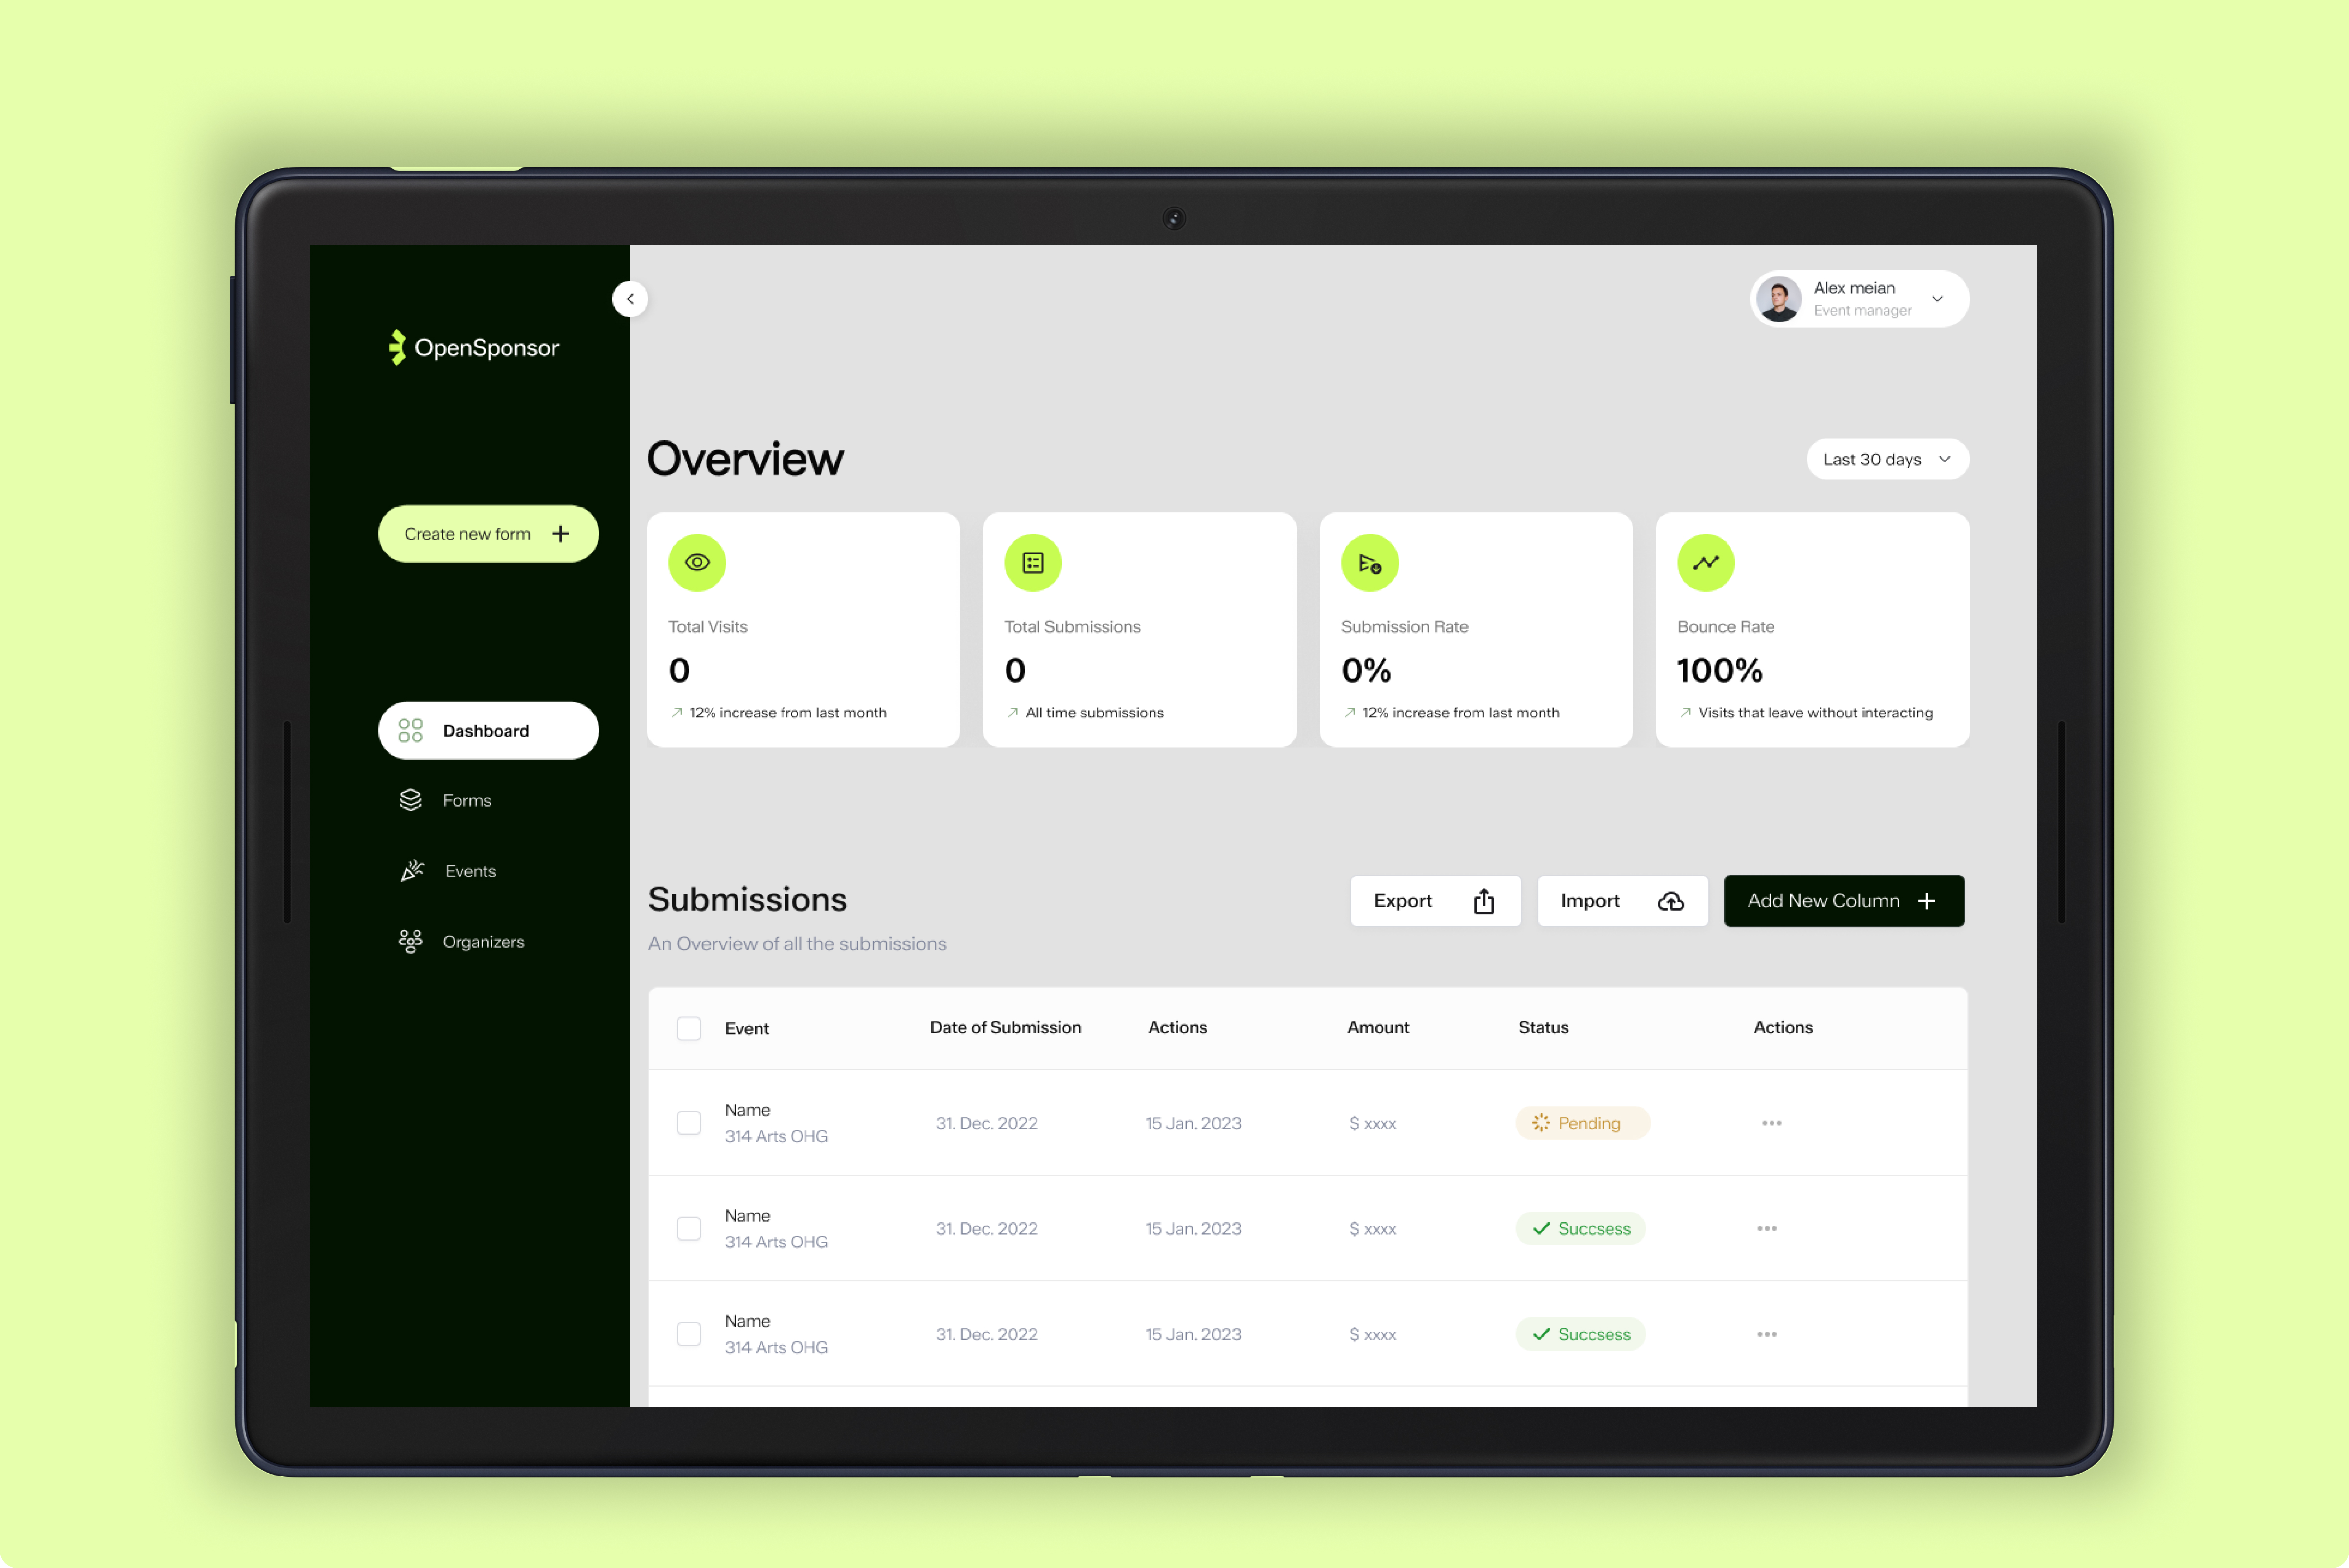 OpenSponsor
Create new form
Dashboard
Forms
Events
Organizers
Alex meian
Event manager
Overview
Last 30 days
Total Visits
0
12% increase from last month
Total Submissions
0
All time submissions
Submission Rate
0%
12% increase from last month
Bounce Rate
100%
Visits that leave without interacting
Submissions
An Overview of all the submissions
Export
Import
Add New Column
Event Date of Submission Actions Amount Status Actions
Name
314 Arts OHG
31. Dec. 2022 15 Jan. 2023 $ xxxx Pending
Name
314 Arts OHG
31. Dec. 2022 15 Jan. 2023 $ xxxx Succsess
Name
314 Arts OHG
31. Dec. 2022 15 Jan. 2023 $ xxxx Succsess